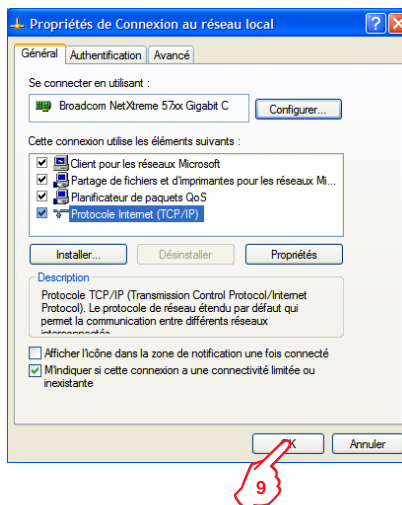 Propriétés de Connexion au réseau local
Général Authentification Avancé
Se connecter en utilisant :
Broadcom NetXtreme 57xx Gigabit C Configurer...
Cette connexion utilise les éléments suivants :
Client pour les réseaux Microsoft
Partage de fichiers et d'imprimantes pour les réseaux Mi...
Planificateur de paquets QoS
Protocole Internet (TCP/IP)
Installer... Désinstaller Propriétés
Description
Protocole TCP/IP (Transmission Control Protocol/Internet
Protocol). Le protocole de réseau étendu par défaut qui
permet la communication entre différents réseaux
interconnectés
Afficher l'icône dans la zone de notification une fois connecté
M'indiquer si cette connexion a une connectivité limitée ou
inexistante
OK Annuler
9